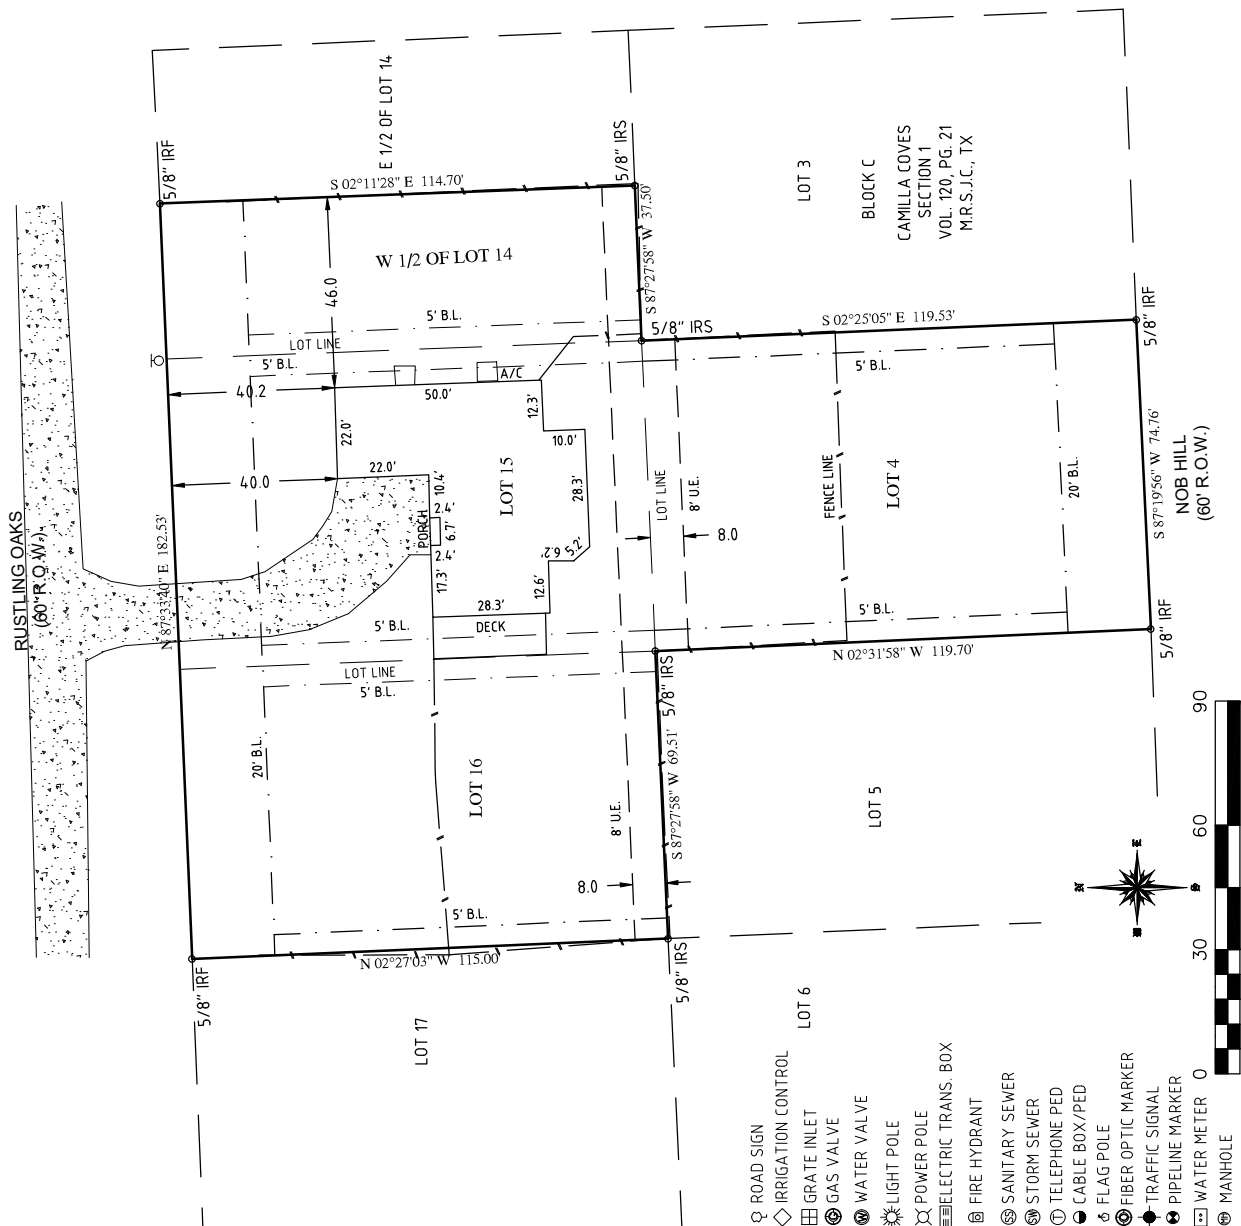 RUSTLING OAKS
(60' R.O.W.)
N 87°33'40" E 182.53'
5/8" IRF
S 02°11'28" E 114.70'
E 1/2 OF LOT 14
5/8" IRS
S 87°27'58" W 37.50'
W 1/2 OF LOT 14
46.0
5' B.L.
LOT LINE
5' B.L.
40.2
A/C
50.0'
12.3'
22.0'
10.0'
40.0
22.0'
10.4'
2.4'
PORCH
6.7'
2.4'
17.3'
LOT 15
28.3'
5.2'
6.2'
12.6'
28.3'
DECK
5' B.L.
LOT LINE
5' B.L.
20' B.L.
LOT 16
8' U.E.
8.0
5' B.L.
N 02°27'03" W 115.00'
5/8" IRF
5/8" IRS
S 87°27'58" W 69.51'
5/8" IRS
LOT 17
5/8" IRS
S 02°25'05" E 119.53'
5/8" IRF
5' B.L.
LOT LINE
8' U.E.
8.0
FENCE LINE
LOT 4
20' B.L.
5' B.L.
N 02°31'58" W 119.70'
5/8" IRF
S 87°19'56" W 74.76'
NOB HILL
(60' R.O.W.)
LOT 3
BLOCK C
CAMILLA COVES
SECTION 1
VOL. 120, PG. 21
M.R.S.J.C., TX
LOT 5
LOT 6
N
E
S
W
0 30 60 90
ROAD SIGN
IRRIGATION CONTROL
GRATE INLET
G GAS VALVE
W WATER VALVE
LIGHT POLE
POWER POLE
ELECTRIC TRANS. BOX
FIRE HYDRANT
SS SANITARY SEWER
SW STORM SEWER
T TELEPHONE PED
CABLE BOX/PED
FLAG POLE
FIBER OPTIC MARKER
TRAFFIC SIGNAL
PIPELINE MARKER
WATER METER
MANHOLE